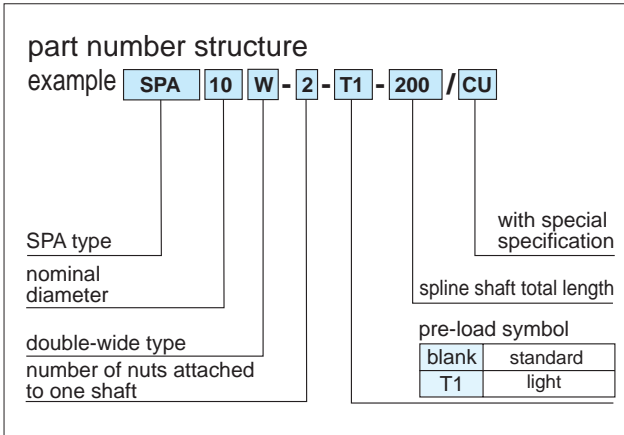 part number structure
example SPA 10 W - 2 - T1 - 200 / CU
SPA type
nominal
diameter
double-wide type
number of nuts attached
to one shaft
with special
specification
spline shaft total length
pre-load symbol
blank standard
T1 light